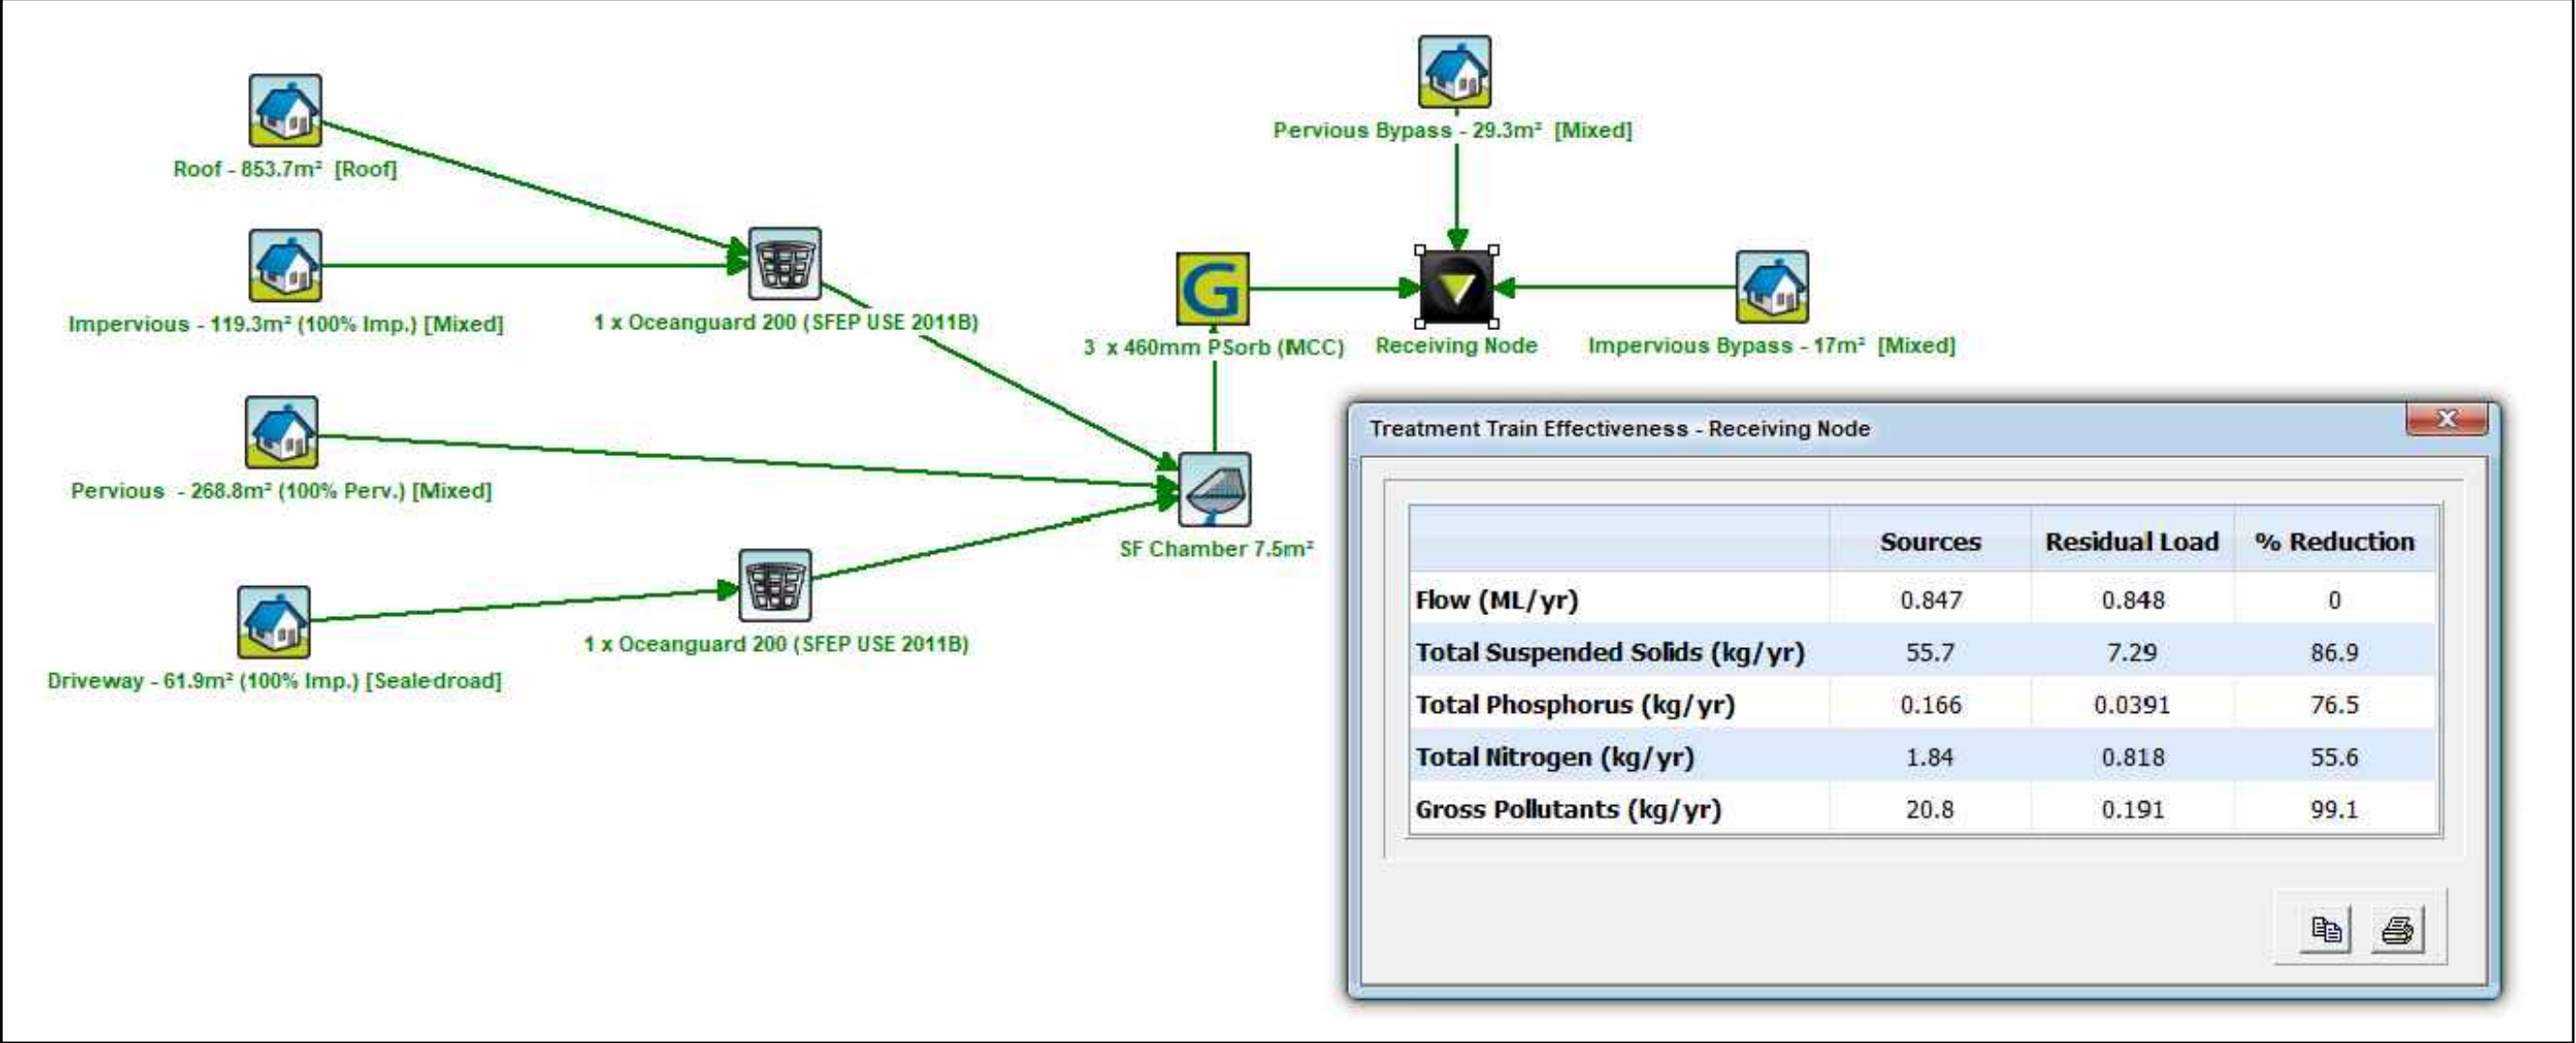 Roof - 853.7m² [Roof]
Impervious - 119.3m² (100% Imp.) [Mixed]
1 x Oceanguard 200 (SFEP USE 2011B)
Pervious - 268.8m² (100% Perv.) [Mixed]
1 x Oceanguard 200 (SFEP USE 2011B)
Driveway - 61.9m² (100% Imp.) [Sealedroad]
Pervious Bypass - 29.3m² [Mixed]
G
3 x 460mm PSorb (MCC)
Receiving Node
Impervious Bypass - 17m² [Mixed]
SF Chamber 7.5m²
Treatment Train Effectiveness - Receiving Node
Sources Residual Load % Reduction
Flow (ML/yr) 0.847 0.848 0
Total Suspended Solids (kg/yr) 55.7 7.29 86.9
Total Phosphorus (kg/yr) 0.166 0.0391 76.5
Total Nitrogen (kg/yr) 1.84 0.818 55.6
Gross Pollutants (kg/yr) 20.8 0.191 99.1